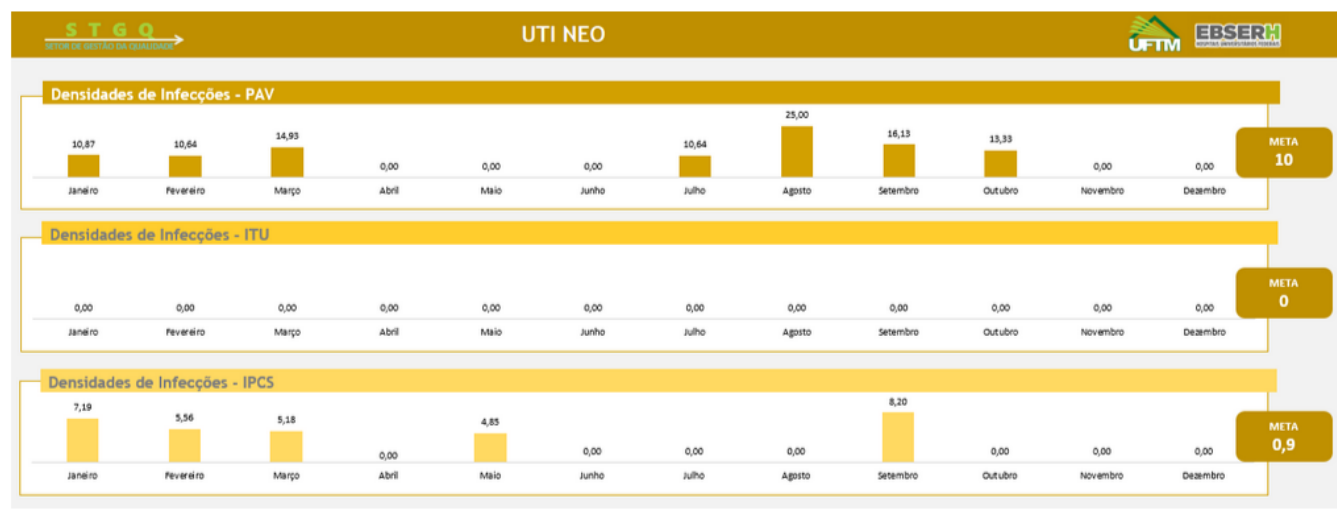 S T G Q
SETOR DE GESTÃO DA QUALIDADE
UTI NEO
UFTM
EBSERH
HOSPITAIS UNIVERSITÁRIOS FEDERAIS
Densidades de Infecções - PAV
10,87 10,64 14,93 0,00 0,00 0,00 10,64 25,00 16,13 13,33 0,00 0,00
Janeiro Fevereiro Março Abril Maio Junho Julho Agosto Setembro Outubro Novembro Dezembro
META
10
Densidades de Infecções - ITU
0,00 0,00 0,00 0,00 0,00 0,00 0,00 0,00 0,00 0,00 0,00 0,00
Janeiro Fevereiro Março Abril Maio Junho Julho Agosto Setembro Outubro Novembro Dezembro
META
0
Densidades de Infecções - IPCS
7,19 5,56 5,18 0,00 4,85 0,00 0,00 0,00 8,20 0,00 0,00 0,00
Janeiro Fevereiro Março Abril Maio Junho Julho Agosto Setembro Outubro Novembro Dezembro
META
0,9